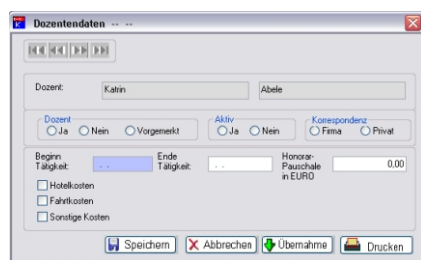 Dozentendaten -- --
Dozent: Katrin Abele
Dozent Aktiv Korrespondenz
Ja Nein Vorgemerkt Ja Nein Firma Privat
Beginn Tätigkeit: . . Ende Tätigkeit: . . Honorar-Pauschale in EURO 0,00
Hotelkosten
Fahrtkosten
Sonstige Kosten
Speichern Abbrechen Übernahme Drucken